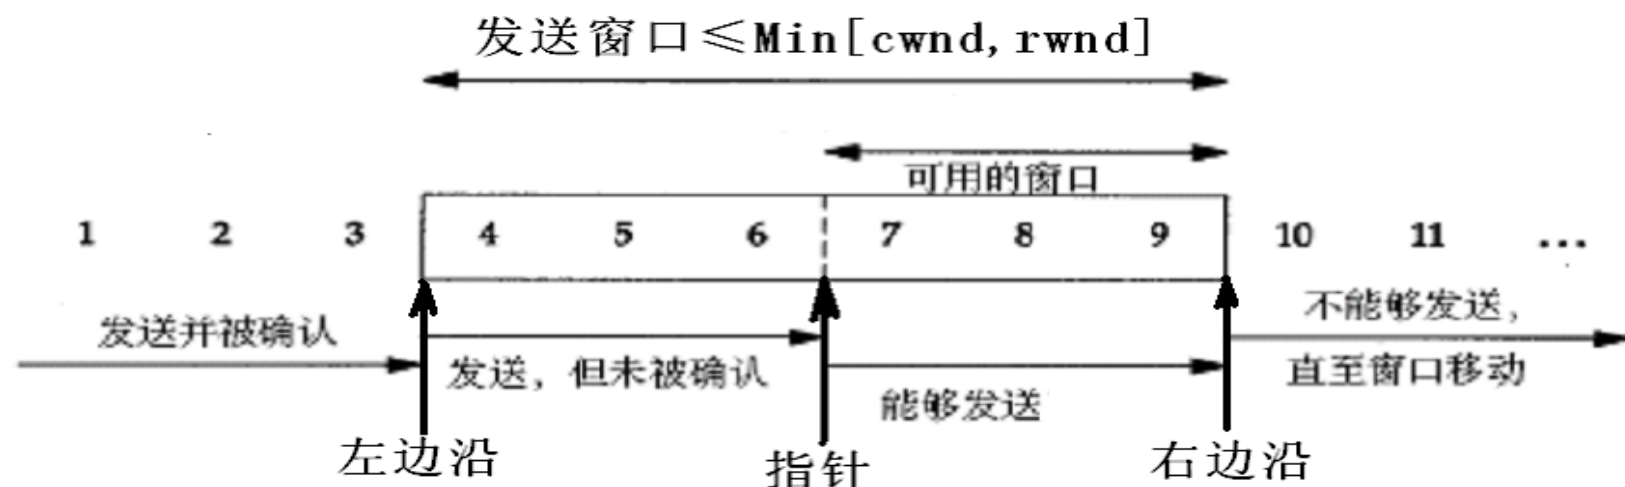 发送窗口≤Min[cwnd,rwnd]
可用的窗口
1 2 3 4 5 6 7 8 9 10 11 ...
发送并被确认
发送，但未被确认
能够发送
不能够发送，
直至窗口移动
左边沿
指针
右边沿